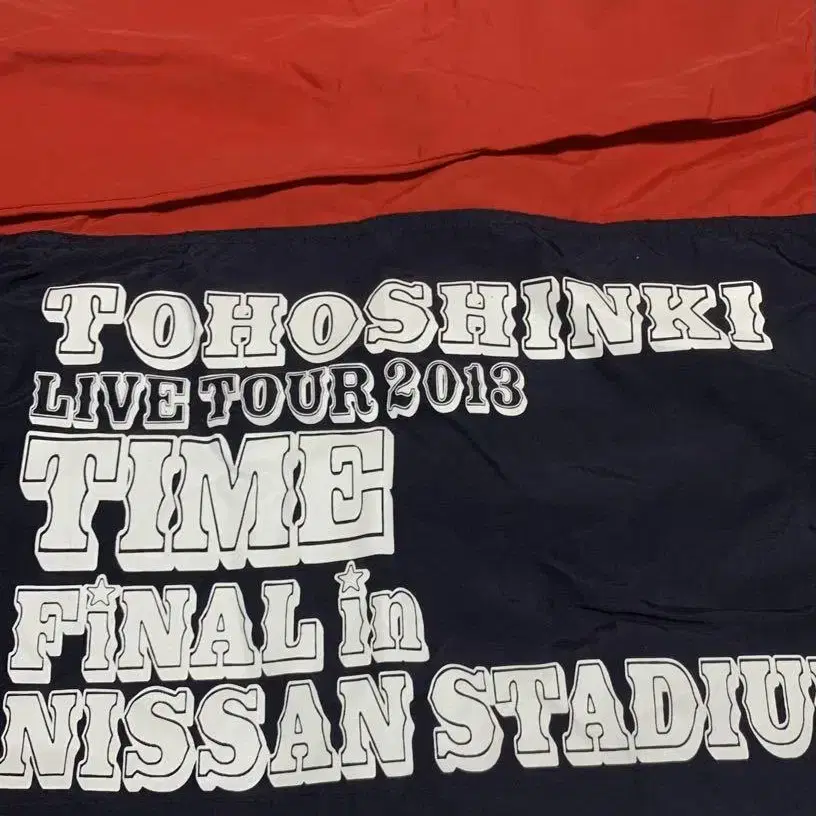 TOHOSHINKI
LIVE TOUR 2013
TIME
FiNAL in
NISSAN STADIU